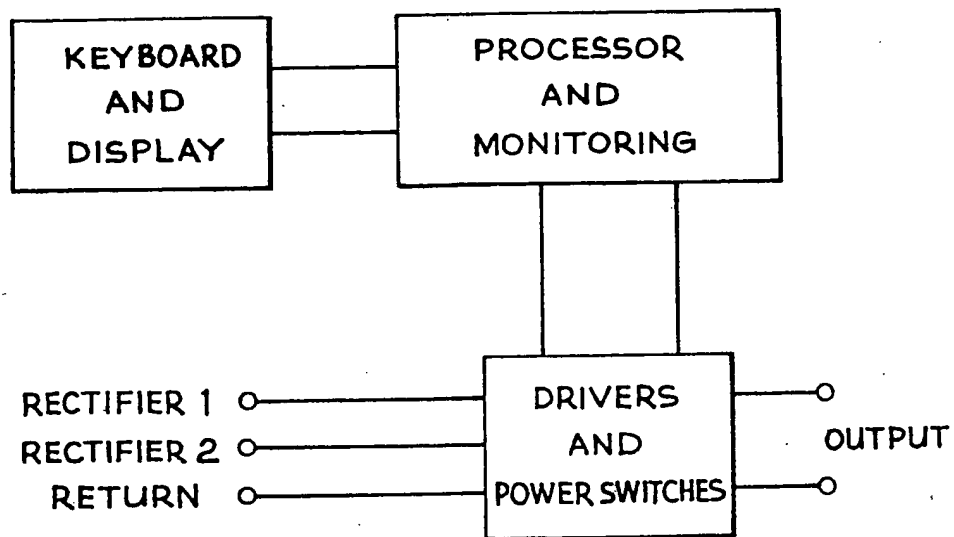 KEYBOARD
AND
DISPLAY
PROCESSOR
AND
MONITORING
RECTIFIER 1
RECTIFIER 2
RETURN
DRIVERS
AND
POWER SWITCHES
OUTPUT